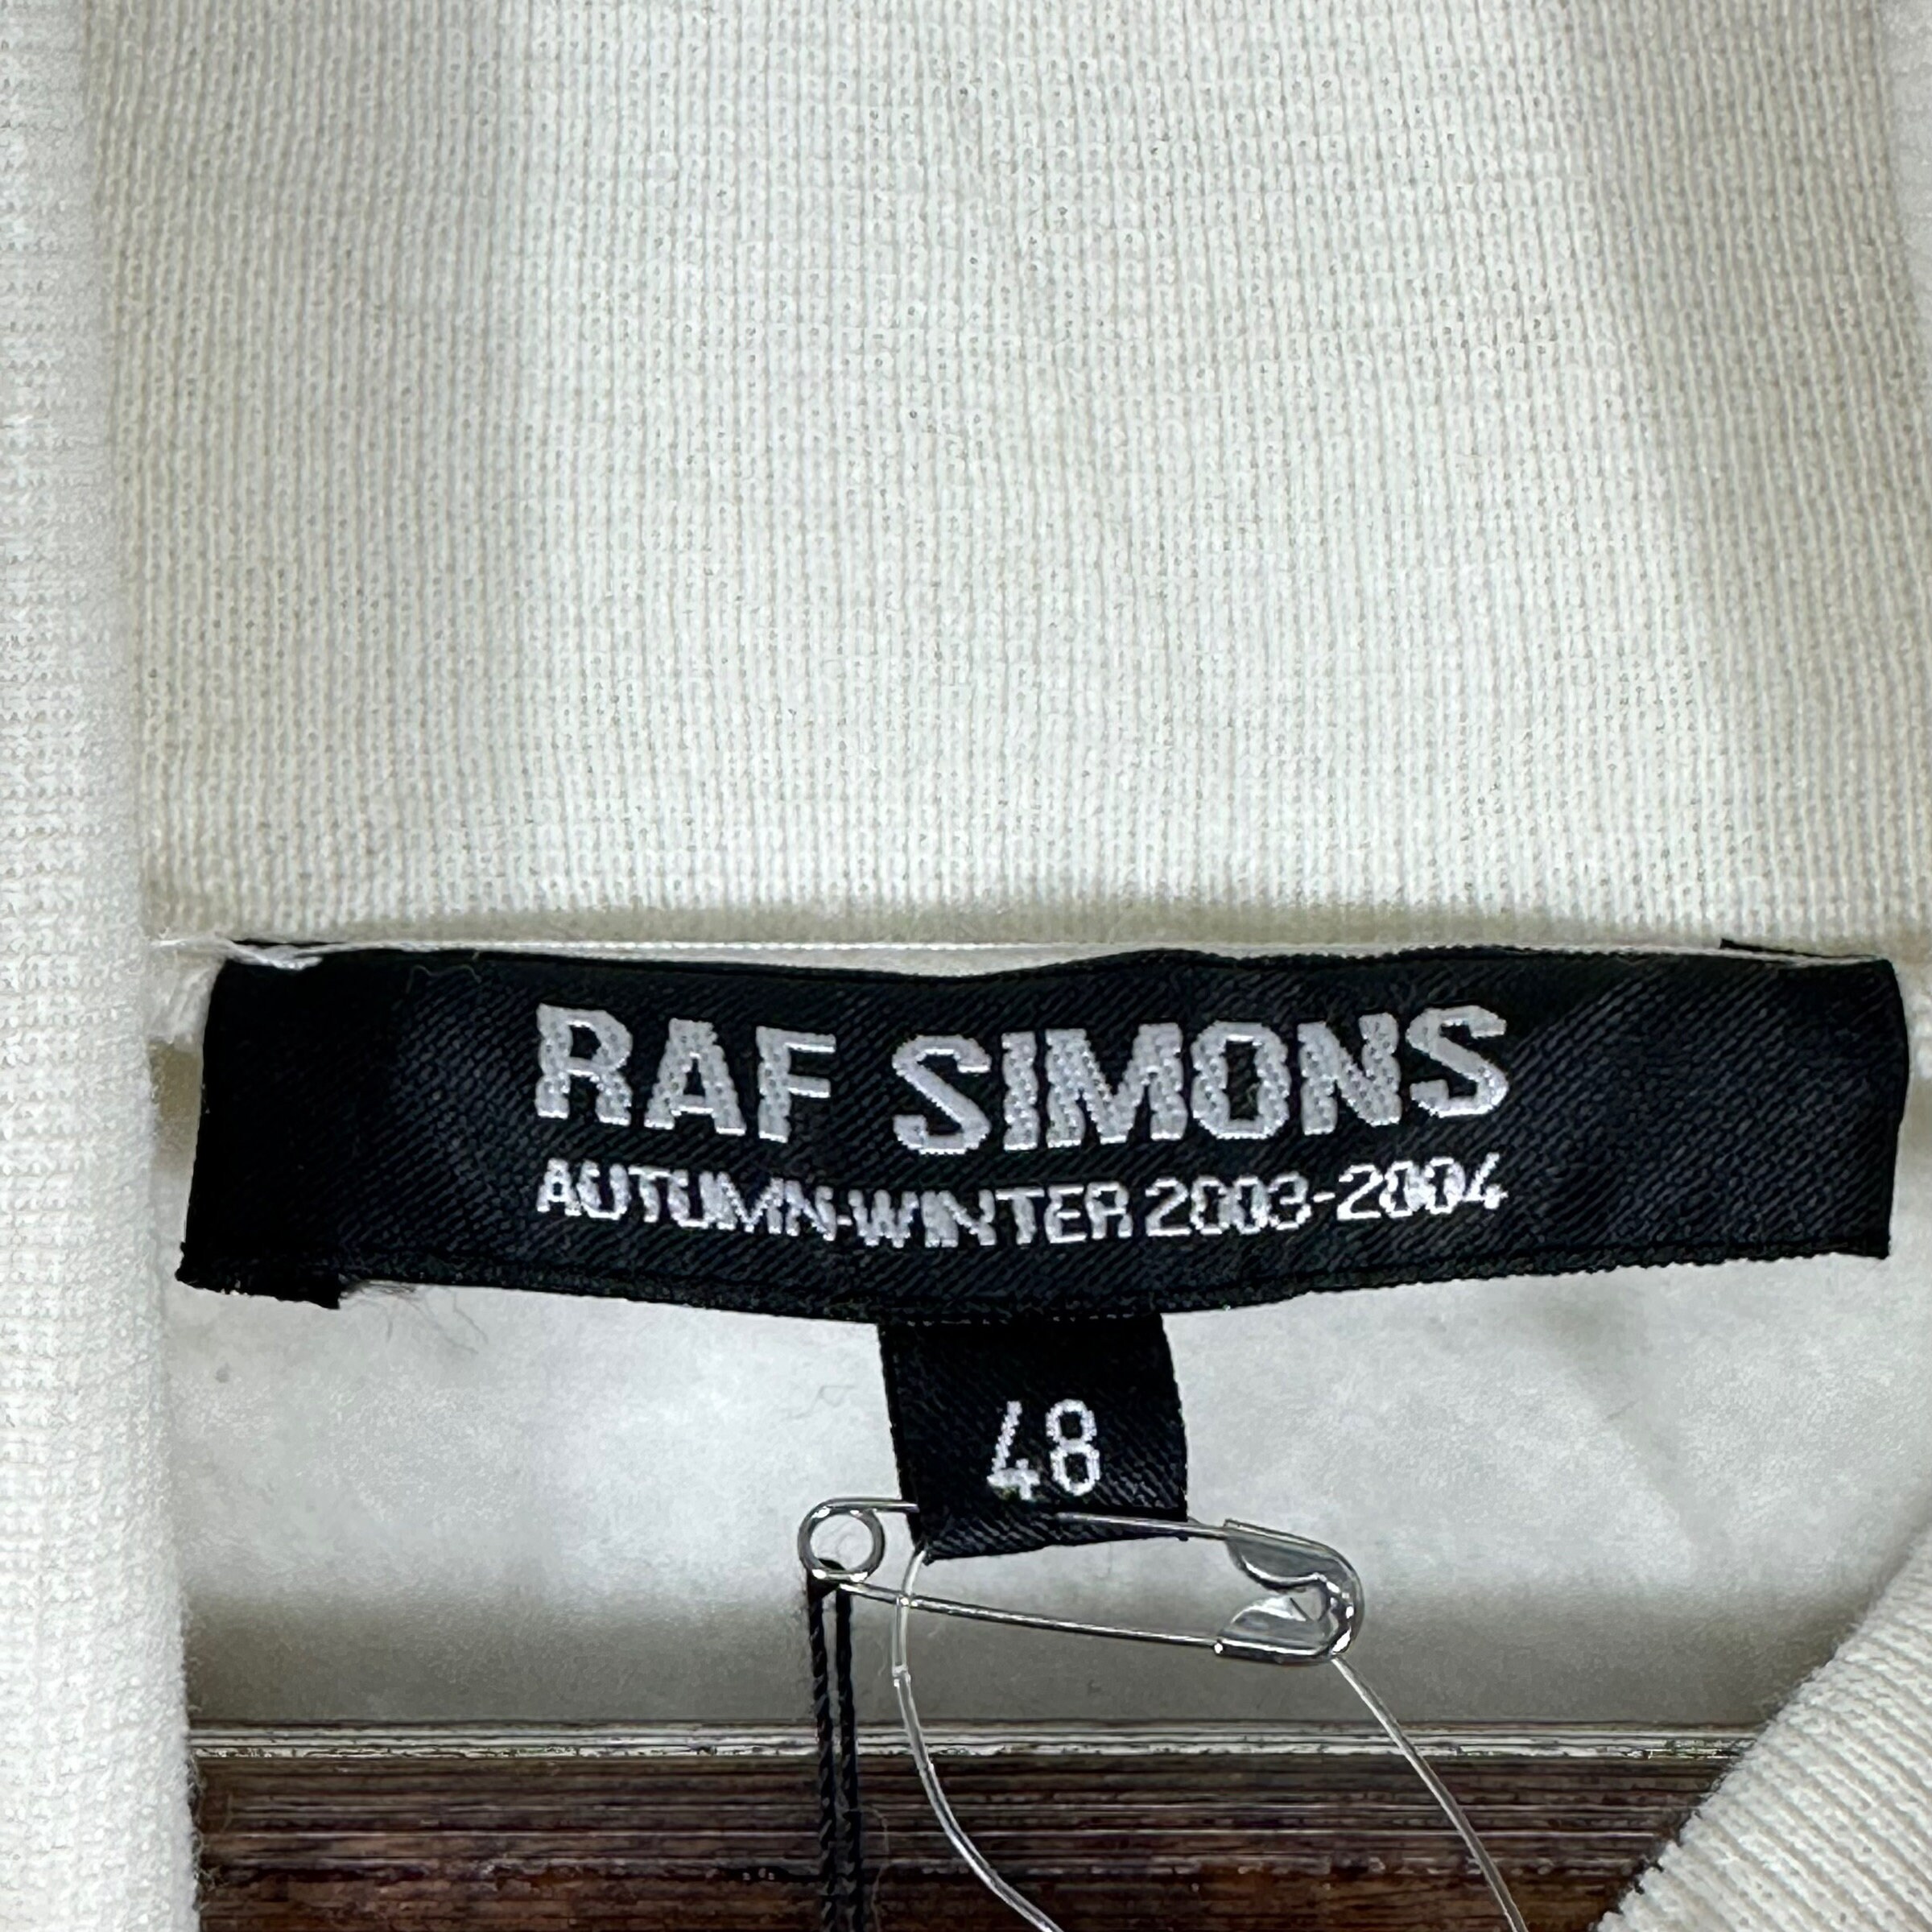 RAF SIMONS
AUTUMN-WINTER 2003-2004
48